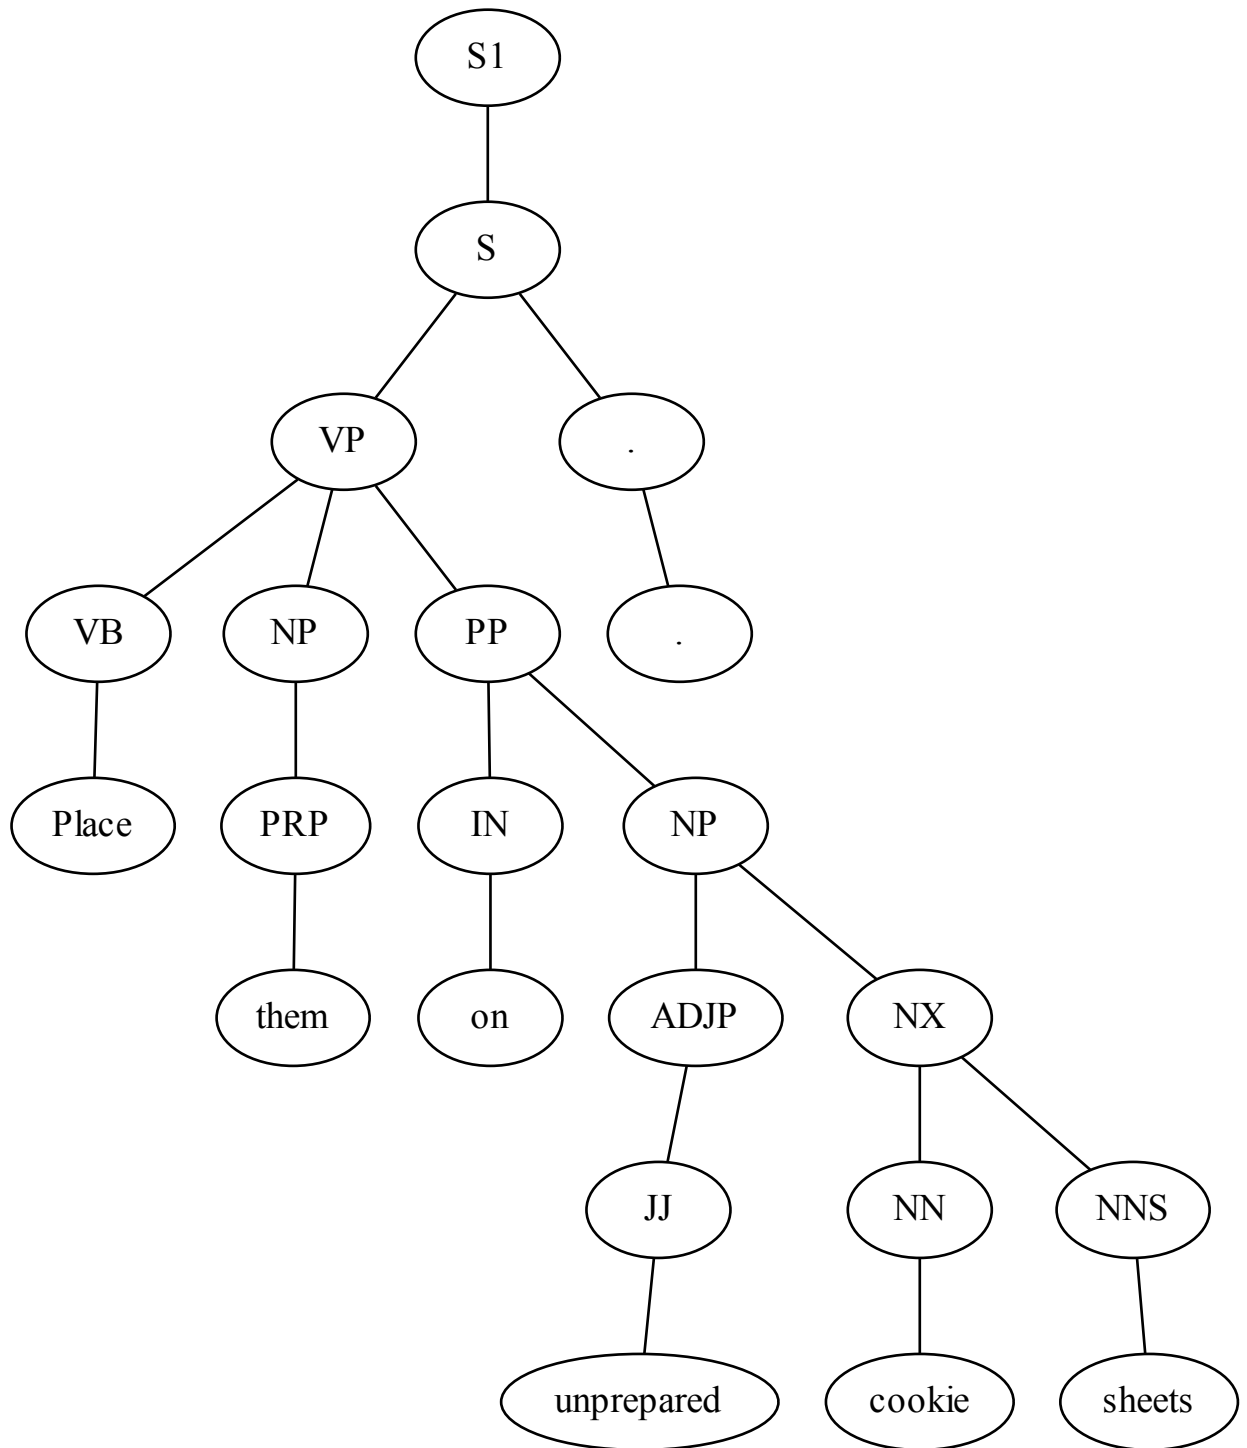 S1
S
VP .
VB NP PP .
Place PRP IN NP
them on ADJP NX
JJ NN NNS
unprepared cookie sheets